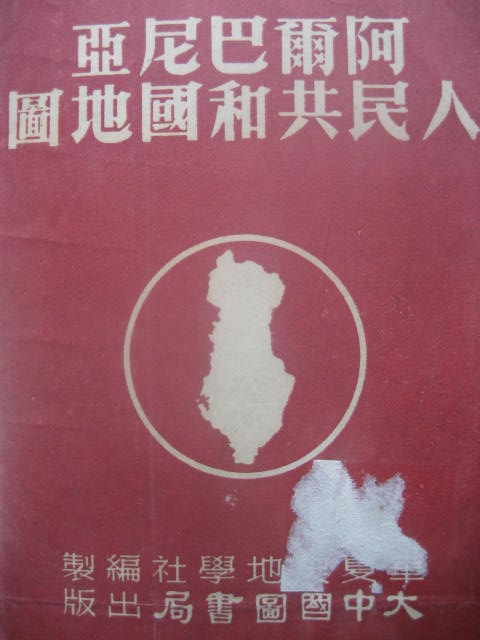 阿爾巴尼亞
人民共和國地圖
華夏地學社編製
大中國圖書局出版